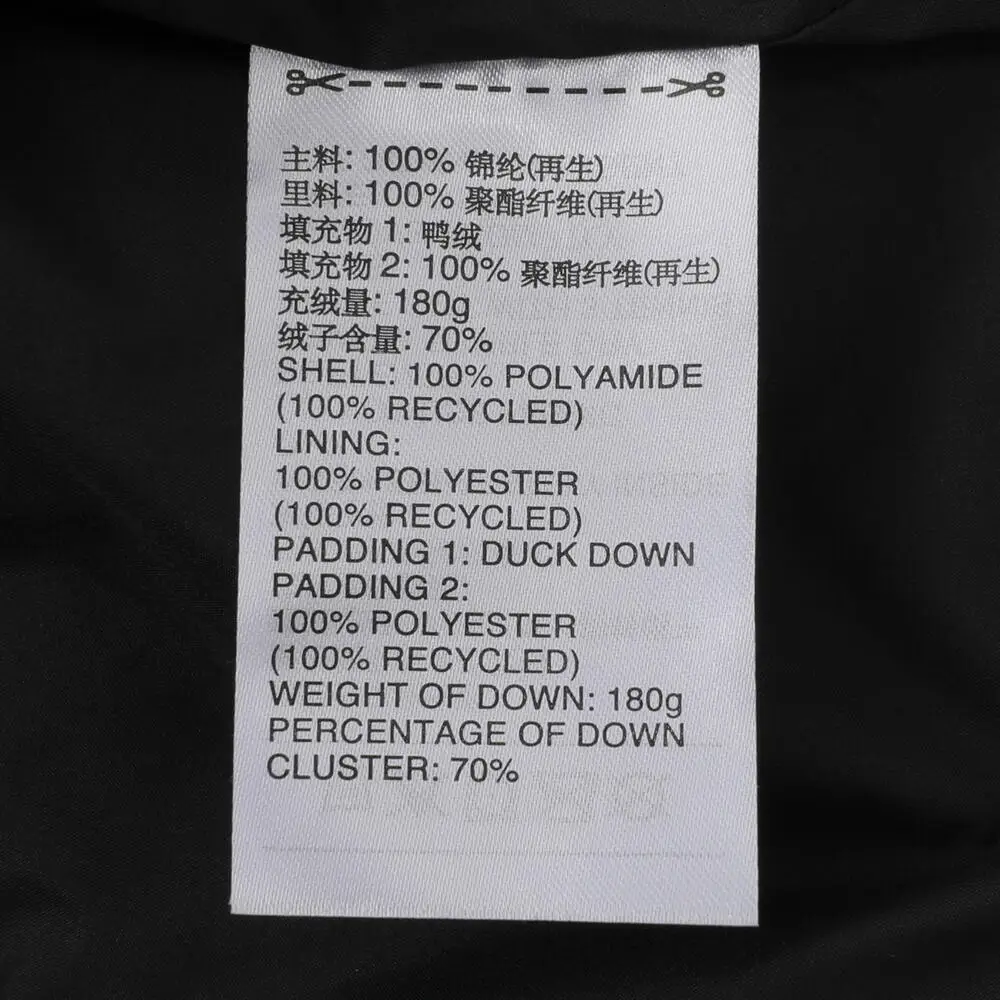 主料: 100% 锦纶(再生)
里料: 100% 聚酯纤维(再生)
填充物 1: 鸭绒
填充物 2: 100% 聚酯纤维(再生)
充绒量: 180g
绒子含量: 70%
SHELL: 100% POLYAMIDE
(100% RECYCLED)
LINING:
100% POLYESTER
(100% RECYCLED)
PADDING 1: DUCK DOWN
PADDING 2:
100% POLYESTER
(100% RECYCLED)
WEIGHT OF DOWN: 180g
PERCENTAGE OF DOWN
CLUSTER: 70%